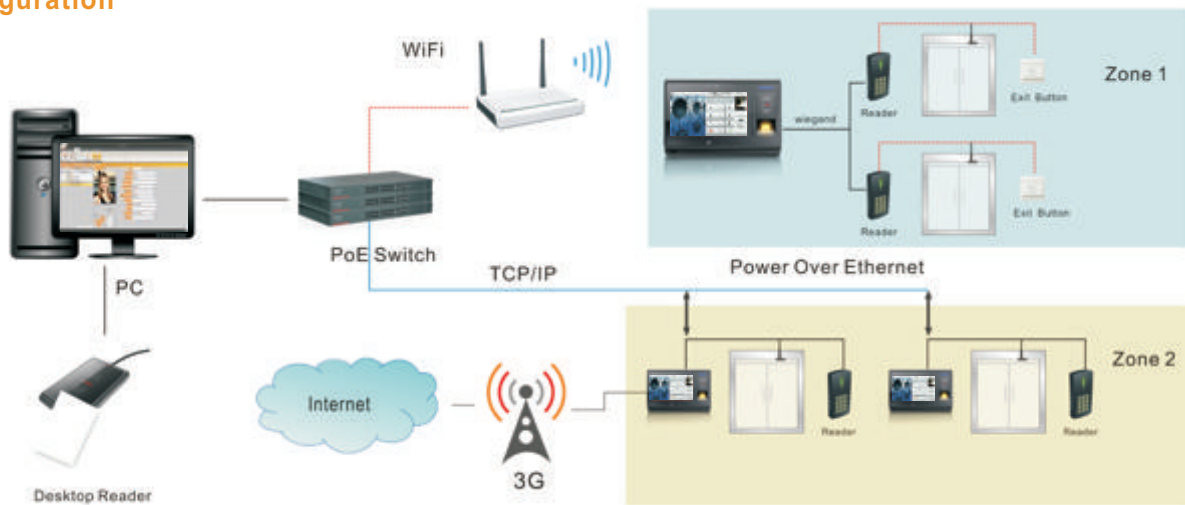 guration
WiFi
Zone 1
Exit Button
Reader
wiegend
Exit Button
Reader
PoE Switch
TCP/IP
Power Over Ethernet
PC
Zone 2
Internet
Reader
Reader
3G
Desktop Reader